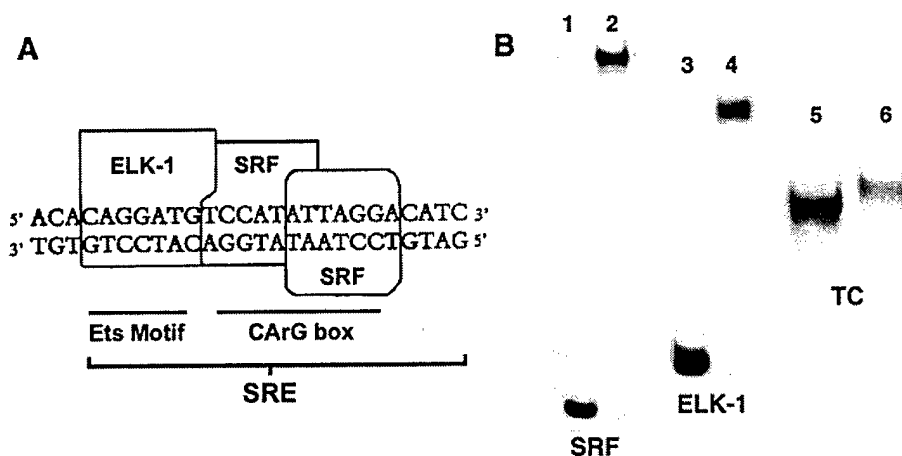 A
ELK-1
SRF
5' ACACAGGATGTCCATATTAGGACATC 3'
3' TGTGTCCTACAGGTATAATCCTGTAG 5'
SRF
Ets Motif
CArG box
SRE
B
1
2
3
4
5
6
SRF
ELK-1
TC